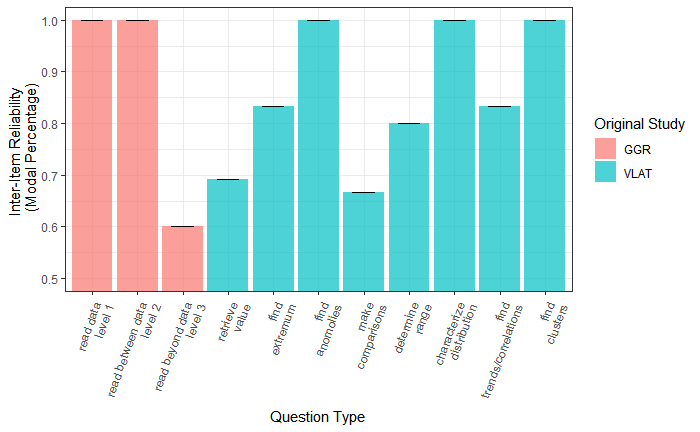 1.0
0.9
0.8
0.7
0.6
0.5
Inter-Item Reliability
(Modal Percentage)
read data
level 1
read between data
level 2
read beyond data
level 3
retrieve
value
find
extremum
find
anomolies
make
comparisons
determine
range
characterize
distribution
find
trends/correlations
find
clusters
Question Type
Original Study
GGR
VLAT